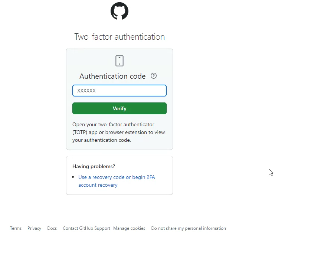 Two-factor authentication
Authentication code
XXXXXX
Verify
Open your two-factor authenticator
(TOTP) app or browser extension to view
your authentication code.
Having problems?
• Use a recovery code or begin 2FA
account recovery
Terms Privacy Docs Contact GitHub Support Manage cookies Do not share my personal information